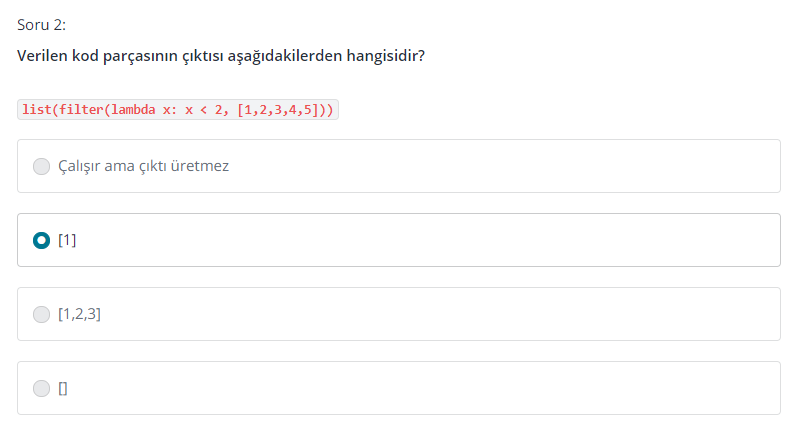 Soru 2:
Verilen kod parçasının çıktısı aşağıdakilerden hangisidir?
list(filter(lambda x: x < 2, [1,2,3,4,5]))
Çalışır ama çıktı üretmez
[1]
[1,2,3]
[]